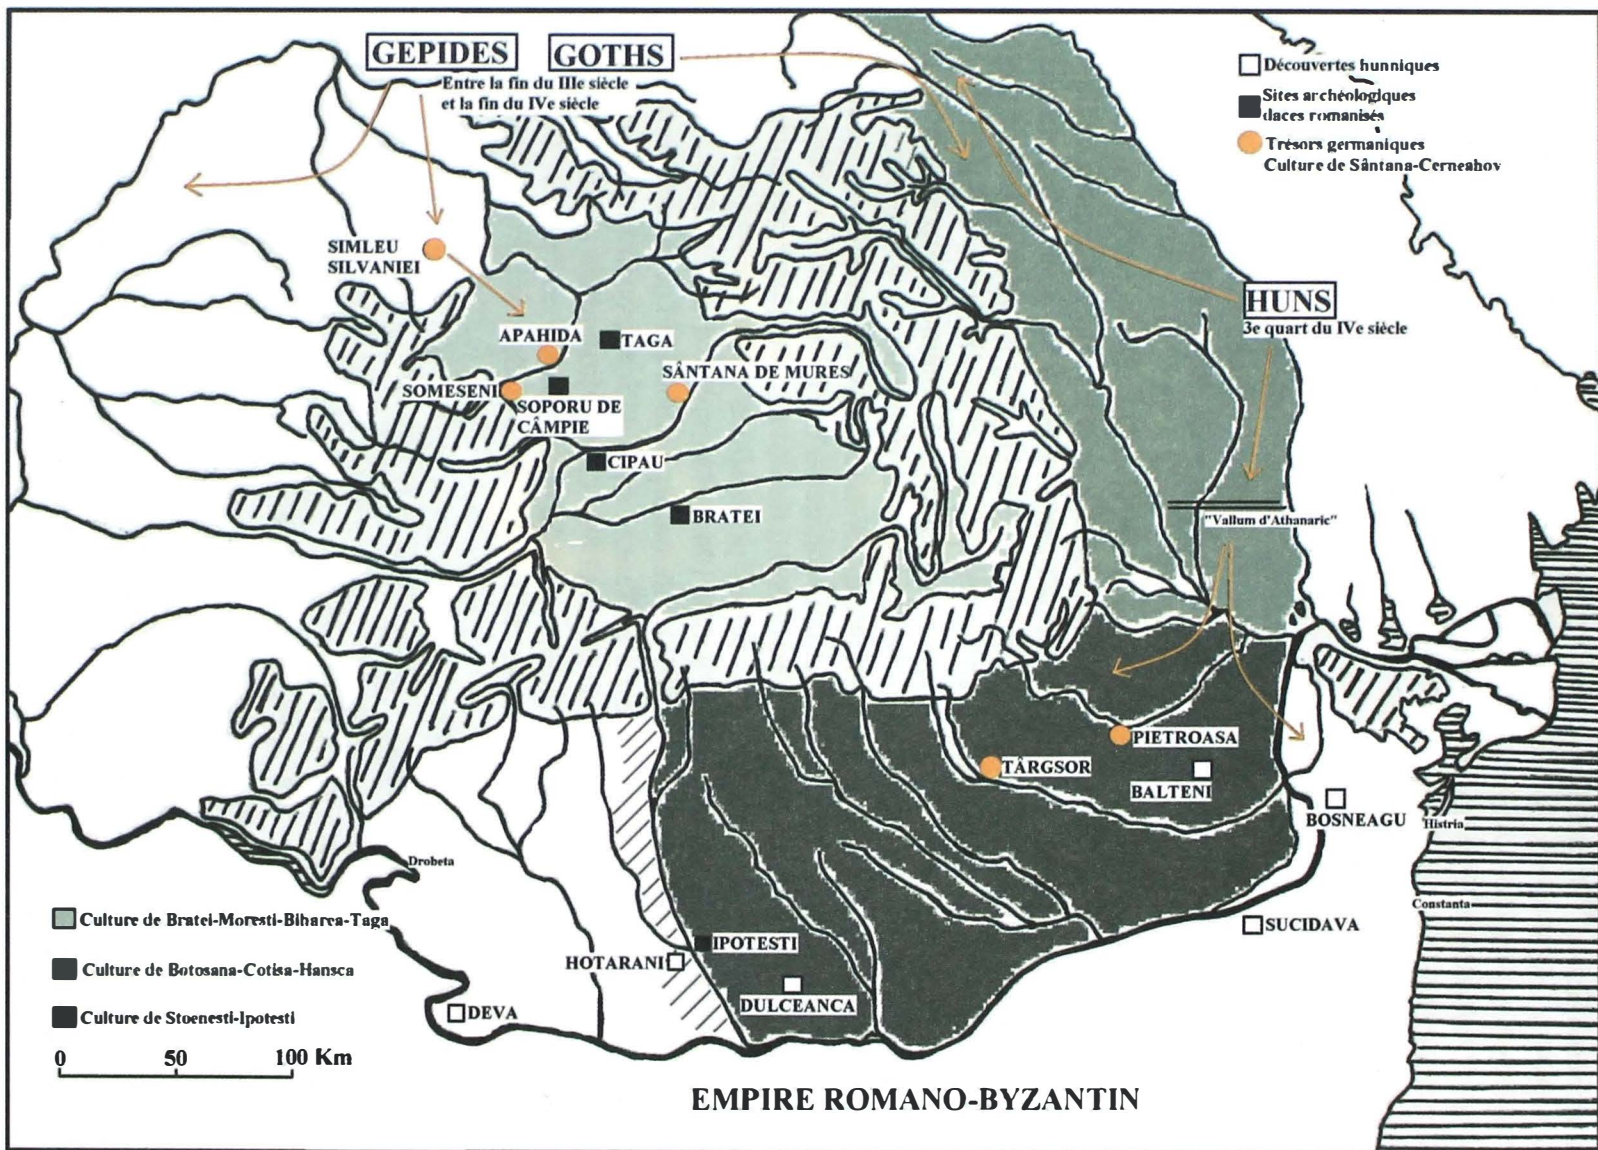 GEPIDES
GOTHS
Entre la fin du IIIe siècle
et la fin du IVe siècle
Découvertes hunniques
Sites archéologiques
daces romanisés
Trésors germaniques
Culture de Sântana-Cerneahov
SIMLEU
SILVANIEI
HUNS
3e quart du IVe siècle
APAHIDA
TAGA
SÂNTANA DE MURES
SOMESENI
SOPORU DE
CÂMPIE
CIPAU
BRATEI
"Vallum d'Athanaric"
PIETROASA
TÂRGSOR
BALTENI
BOSNEAGU
Histria
Drobeta
Constanta
SUCIDAVA
IPOTESTI
HOTARANI
DULCEANCA
DEVA
Culture de Bratei-Moresti-Biharea-Taga
Culture de Botosana-Cotisa-Hansca
Culture de Stoenesti-Ipotesti
0 50 100 Km
EMPIRE ROMANO-BYZANTIN